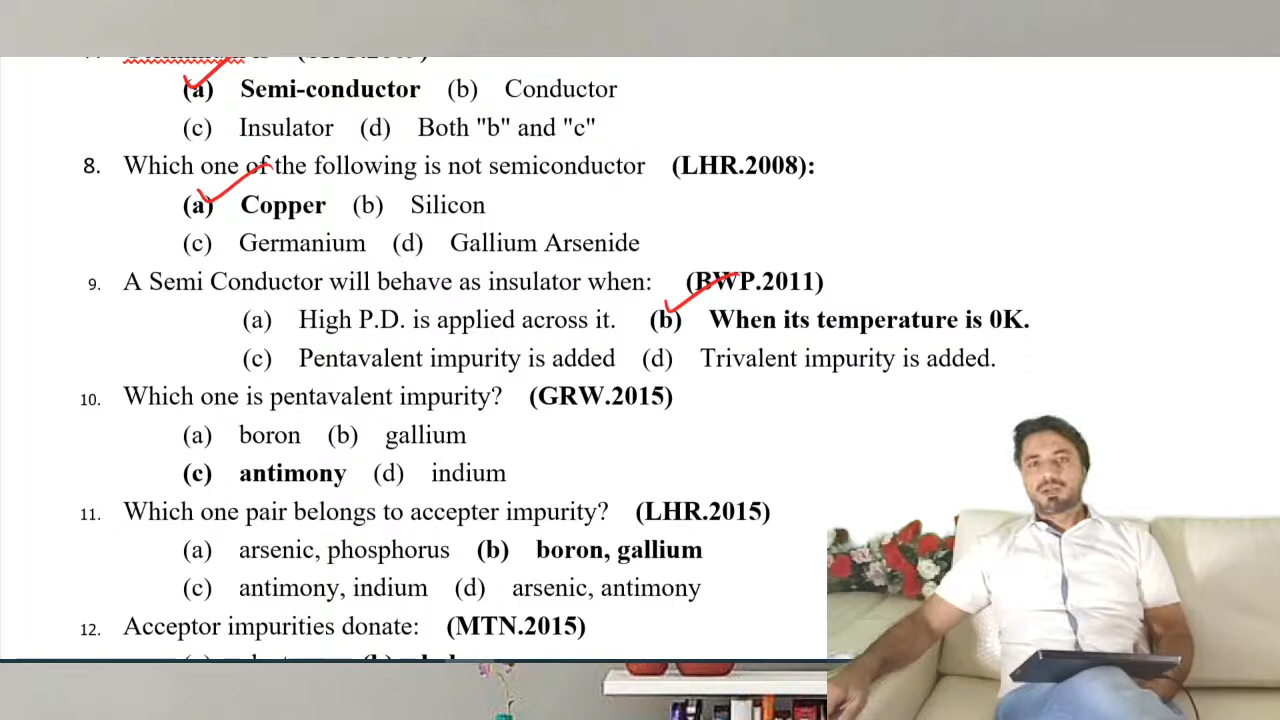 (a) Semi-conductor (b) Conductor
(c) Insulator (d) Both "b" and "c"
8. Which one of the following is not semiconductor (LHR.2008):
(a) Copper (b) Silicon
(c) Germanium (d) Gallium Arsenide
9. A Semi Conductor will behave as insulator when: (BWP.2011)
(a) High P.D. is applied across it. (b) When its temperature is 0K.
(c) Pentavalent impurity is added (d) Trivalent impurity is added.
10. Which one is pentavalent impurity? (GRW.2015)
(a) boron (b) gallium
(c) antimony (d) indium
11. Which one pair belongs to accepter impurity? (LHR.2015)
(a) arsenic, phosphorus (b) boron, gallium
(c) antimony, indium (d) arsenic, antimony
12. Acceptor impurities donate: (MTN.2015)